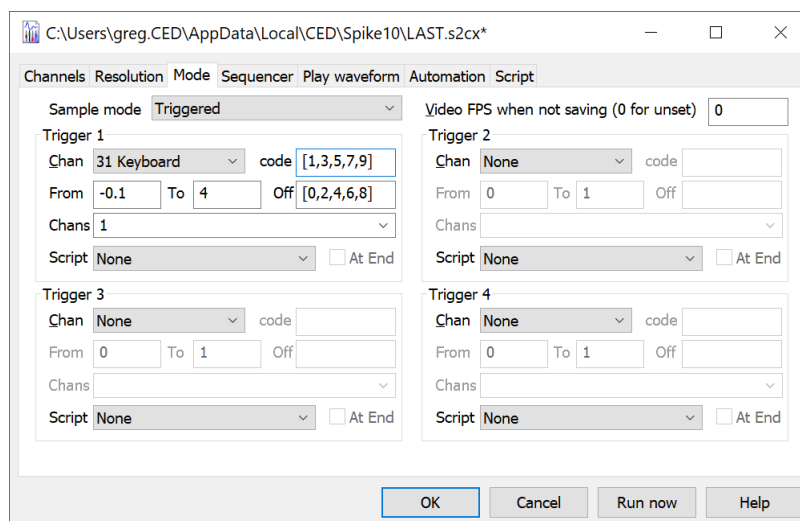 C:\Users\greg.CED\AppData\Local\CED\Spike10\LAST.s2cx*
Channels Resolution Mode Sequencer Play waveform Automation Script
Sample mode Triggered Video FPS when not saving (0 for unset) 0
Trigger 1
Chan 31 Keyboard code [1,3,5,7,9]
From -0.1 To 4 Off [0,2,4,6,8]
Chans 1
Script None At End
Trigger 2
Chan None code
From 0 To 1 Off
Chans
Script None At End
Trigger 3
Chan None code
From 0 To 1 Off
Chans
Script None At End
Trigger 4
Chan None code
From 0 To 1 Off
Chans
Script None At End
OK Cancel Run now Help